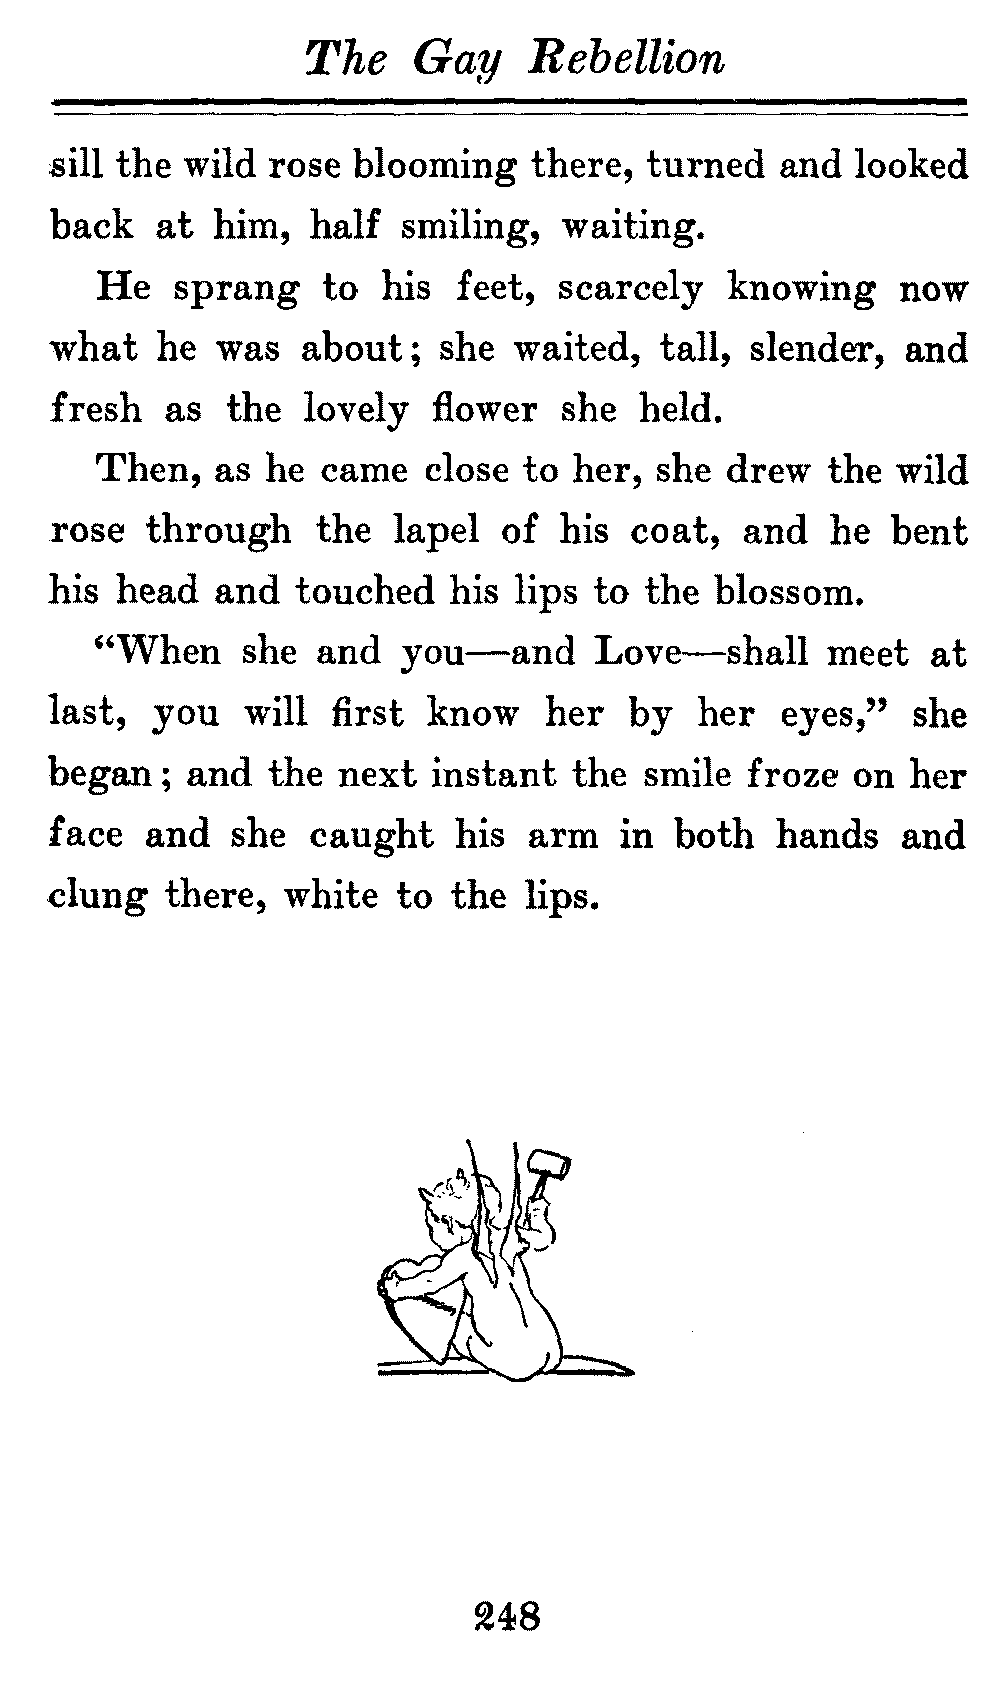 The Gay Rebellion
sill the wild rose blooming there, turned and looked
back at him, half smiling, waiting.
He sprang to his feet, scarcely knowing now
what he was about; she waited, tall, slender, and
fresh as the lovely flower she held.
Then, as he came close to her, she drew the wild
rose through the lapel of his coat, and he bent
his head and touched his lips to the blossom.
“When she and you—and Love—shall meet at
last, you will first know her by her eyes,” she
began; and the next instant the smile froze on her
face and she caught his arm in both hands and
clung there, white to the lips.
248